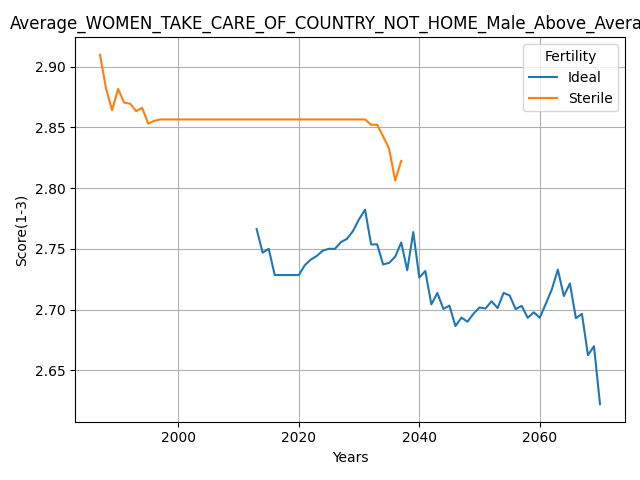 Average_WOMEN_TAKE_CARE_OF_COUNTRY_NOT_HOME_Male_Above_Avera
Fertility
Ideal
Sterile
2.90
2.85
2.80
2.75
2.70
2.65
Score(1-3)
2000 2020 2040 2060
Years